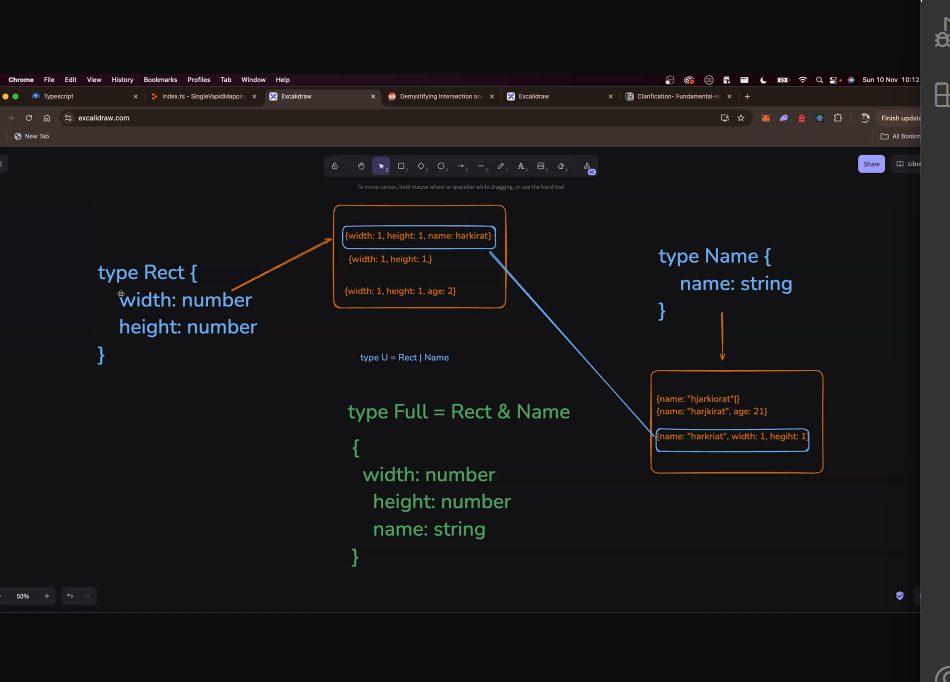 Chrome File Edit View History Bookmarks Profiles Tab Window Help Sun 10 Nov 10:12
Typescript
index.ts - SingleVapidMappin
Excalidraw
Demystifying Intersection an
Excalidraw
Clarification- Fundamental-
excalidraw.com
Finish update
New Tab
All Bookm
Share
Libra
To move canvas, hold mouse wheel or spacebar while dragging, or use the hand tool
{width: 1, height: 1, name: harkirat}
{width: 1, height: 1,}
{width: 1, height: 1, age: 2}
type Rect {
width: number
height: number
}
type Name {
name: string
}
type U = Rect | Name
{name: "hjarkiorat"|}
{name: "harjkirat", age: 21}
{name: "harkriat", width: 1, hegiht: 1}
type Full = Rect & Name
{
width: number
height: number
name: string
}
50%